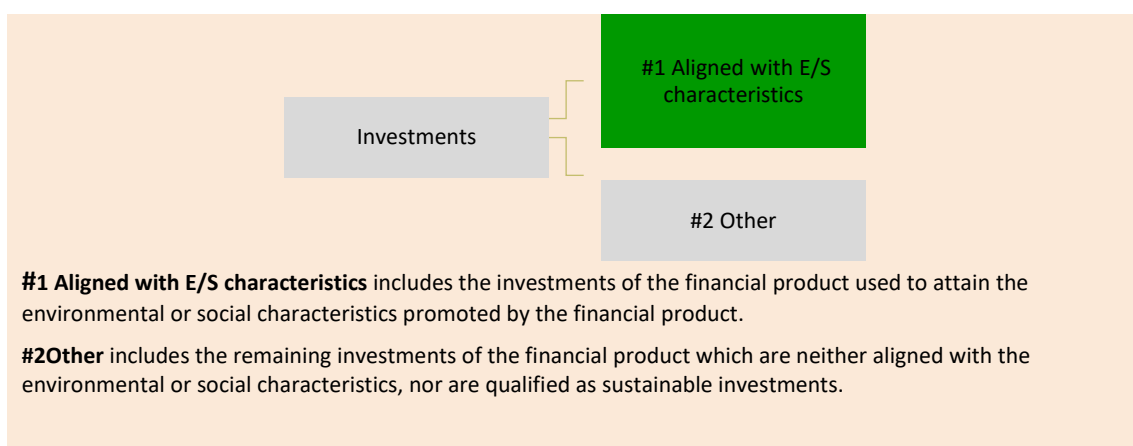 #1 Aligned with E/S
characteristics
Investments
#2 Other
#1 Aligned with E/S characteristics includes the investments of the financial product used to attain the
environmental or social characteristics promoted by the financial product.
#2Other includes the remaining investments of the financial product which are neither aligned with the
environmental or social characteristics, nor are qualified as sustainable investments.